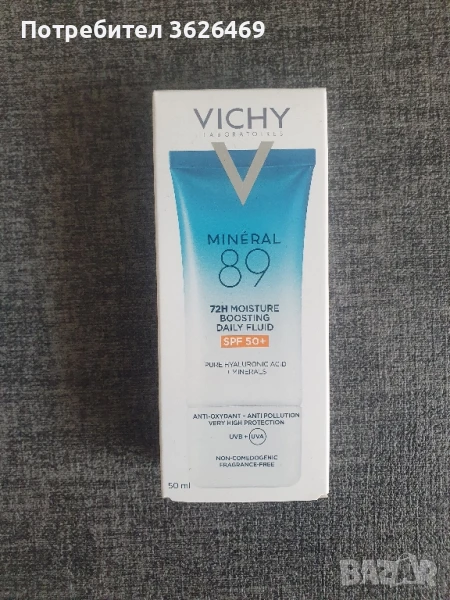 Потребител 3626469
VICHY
LABORATOIRES
MINÉRAL
89
72H MOISTURE
BOOSTING
DAILY FLUID
SPF 50+
PURE HYALURONIC ACID
+ MINERALS
ANTI-OXYDANT - ANTI POLLUTION
VERY HIGH PROTECTION
UVB + UVA
NON-COMEDOGENIC
FRAGRANCE-FREE
50 ml
BAZAR